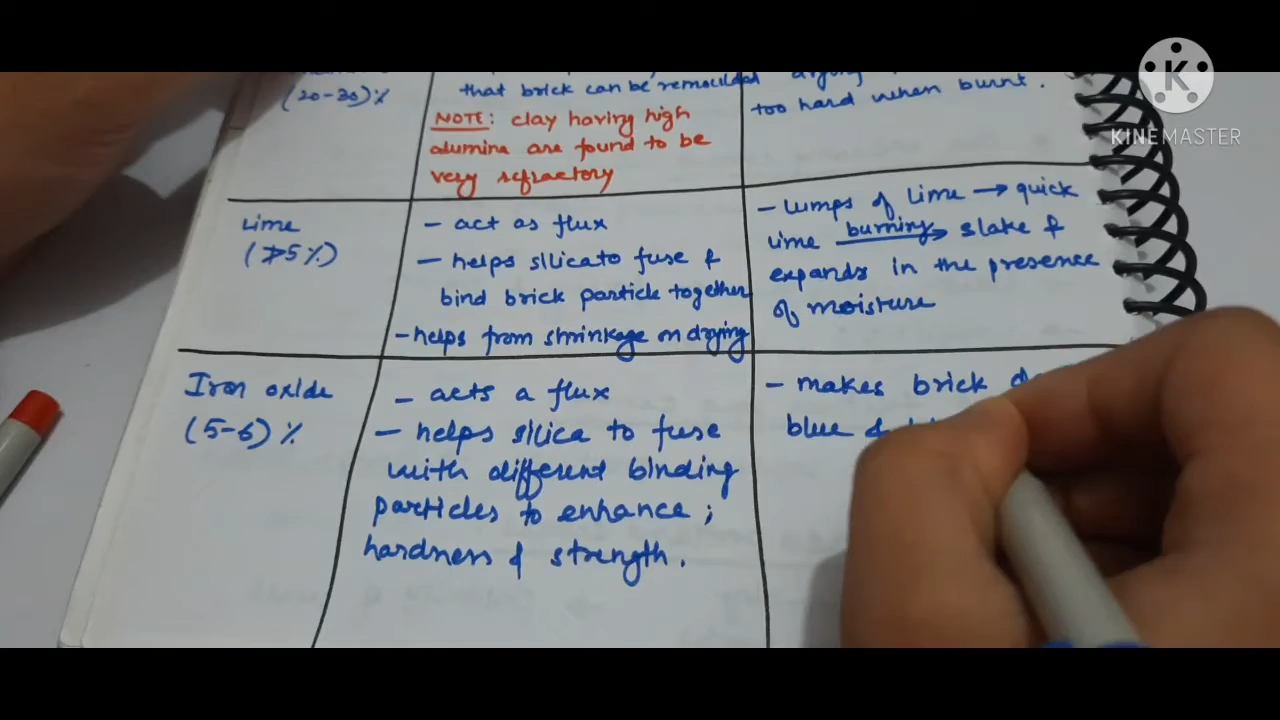 (20-30)%
that brick can be remoulded
NOTE: clay having high
alumina are found to be
very refractory
too hard when burnt.
Lime
(≯5%)
- act as flux
- helps silica to fuse &
bind brick particle together
- helps from shrinkage on drying
- lumps of lime → quick
lime burning → slake &
expands in the presence
of moisture
Iron oxide
(5-6)%
- acts a flux
- helps silica to fuse
with different binding
particles to enhance ;
hardness & strength.
- makes brick
blue &
KINEMASTER